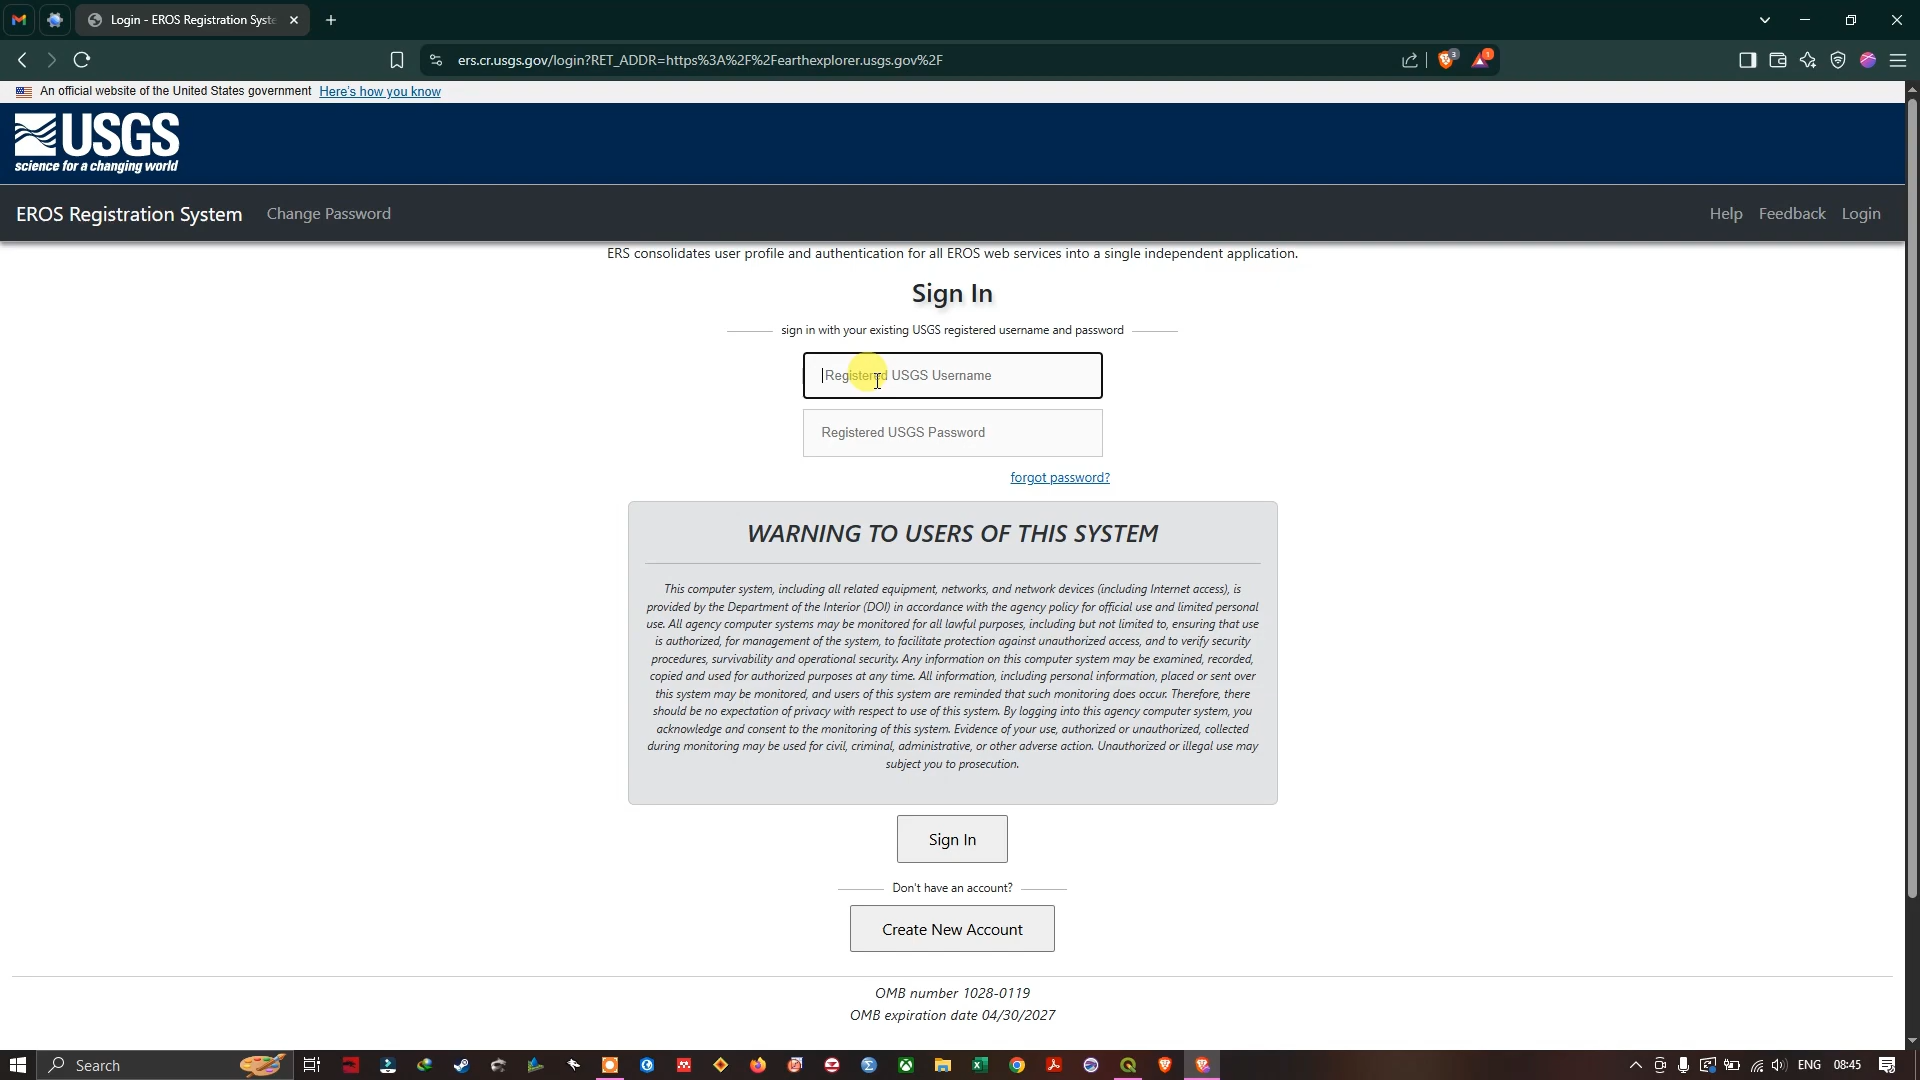 Login - EROS Registration Syste
ers.cr.usgs.gov/login?RET_ADDR=https%3A%2F%2Fearthexplorer.usgs.gov%2F
3
1
An official website of the United States government Here's how you know
USGS
science for a changing world
EROS Registration System Change Password Help Feedback Login
ERS consolidates user profile and authentication for all EROS web services into a single independent application.
Sign In
sign in with your existing USGS registered username and password
Registered USGS Username
Registered USGS Password
forgot password?
WARNING TO USERS OF THIS SYSTEM
This computer system, including all related equipment, networks, and network devices (including Internet access), is
provided by the Department of the Interior (DOI) in accordance with the agency policy for official use and limited personal
use. All agency computer systems may be monitored for all lawful purposes, including but not limited to, ensuring that use
is authorized, for management of the system, to facilitate protection against unauthorized access, and to verify security
procedures, survivability and operational security. Any information on this computer system may be examined, recorded,
copied and used for authorized purposes at any time. All information, including personal information, placed or sent over
this system may be monitored, and users of this system are reminded that such monitoring does occur. Therefore, there
should be no expectation of privacy with respect to use of this system. By logging into this agency computer system, you
acknowledge and consent to the monitoring of this system. Evidence of your use, authorized or unauthorized, collected
during monitoring may be used for civil, criminal, administrative, or other adverse action. Unauthorized or illegal use may
subject you to prosecution.
Sign In
Don't have an account?
Create New Account
OMB number 1028-0119
OMB expiration date 04/30/2027
Search
ENG 08:45